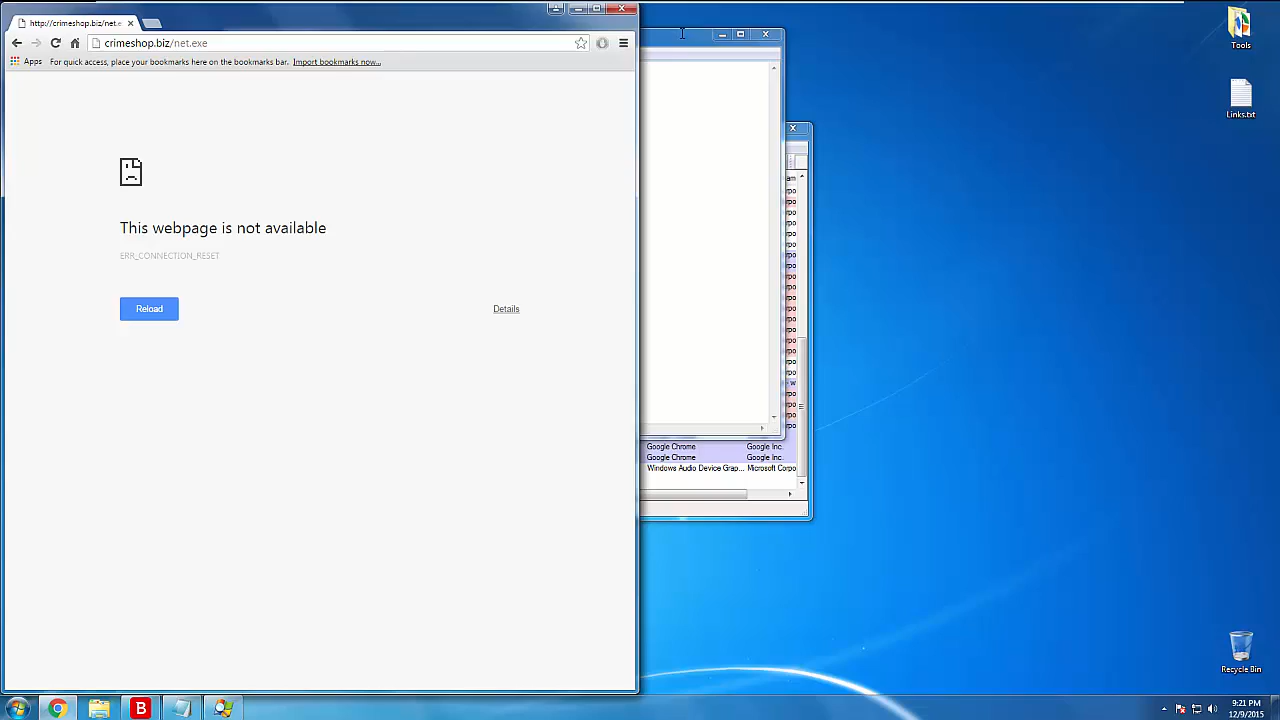 http://crimeshop.biz/net.e
crimeshop.biz/net.exe
Apps For quick access, place your bookmarks here on the bookmarks bar. Import bookmarks now...
This webpage is not available
ERR_CONNECTION_RESET
Reload Details
Google Chrome Google Inc.
Google Chrome Google Inc.
Windows Audio Device Grap... Microsoft Corpo
Tools
Links.txt
Recycle Bin
B
9:21 PM
12/9/2015